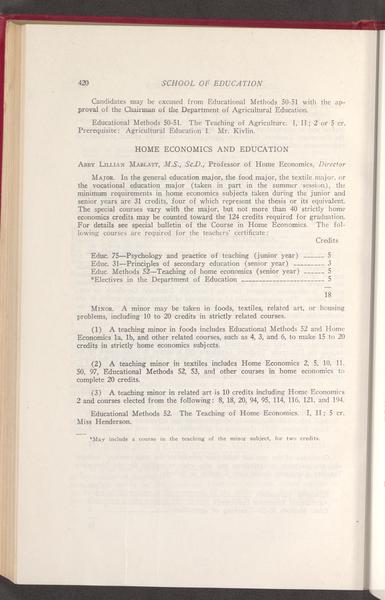 420 SCHOOL OF EDUCATION
Candidates may be excused from Educational Methods 50-51 with the ap-
proval of the Chairman of the Department of Agricultural Education.
Educational Methods 50-51. The Teaching of Agriculture. I, II; 2 or 5 cr.
Prerequisite: Agricultural Education 1. Mr. Kivlin.
HOME ECONOMICS AND EDUCATION
ABBY LILLIAN MARLATT, M.S., Sc.D., Professor of Home Economics, Director
MAJOR. In the general education major, the food major, the textile major, or
the vocational education major (taken in part in the summer session), the
minimum requirements in home economics subjects taken during the junior and
senior years are 31 credits, four of which represent the thesis or its equivalent.
The special courses vary with the major, but not more than 40 strictly home
economics credits may be counted toward the 124 credits required for graduation.
For details see special bulletin of the Course in Home Economics. The fol-
lowing courses are required for the teachers' certificate:
Credits
Educ. 75—Psychology and practice of teaching (junior year) ______ 5
Educ. 31—Principles of secondary education (senior year) ________ 3
Educ. Methods 52—Teaching of home economics (senior year) ______ 5
*Electives in the Department of Education ______________________ 5
18
MINOR. A minor may be taken in foods, textiles, related art, or housing
problems, including 10 to 20 credits in strictly related courses.
(1) A teaching minor in foods includes Educational Methods 52 and Home
Economics 1a, 1b, and other related courses, such as 4, 3, and 6, to make 15 to 20
credits in strictly home economics subjects.
(2) A teaching minor in textiles includes Home Economics 2, 5, 10, 11,
50, 97, Educational Methods 52, 53, and other courses in home economics to
complete 20 credits.
(3) A teaching minor in related art is 10 credits including Home Economics
2 and courses elected from the following: 8, 18, 20, 94, 95, 114, 116, 121, and 194.
Educational Methods 52. The Teaching of Home Economics. I, II; 5 cr.
Miss Henderson.
*May include a course in the teaching of the minor subject, for two credits.